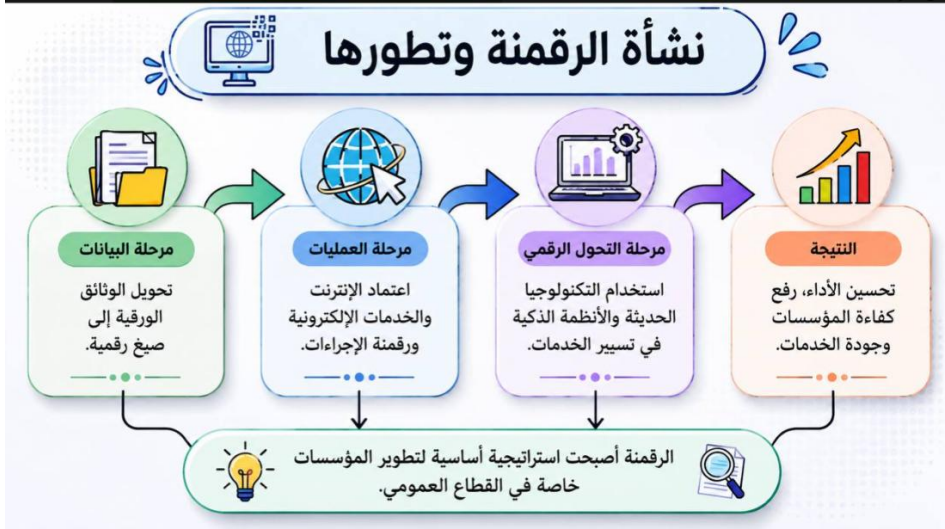 نشأة الرقمنة وتطورها
مرحلة البيانات
تحويل الوثائق
الورقية إلى
صيغ رقمية.
مرحلة العمليات
اعتماد الإنترنت
والخدمات الإلكترونية
ورقمنة الإجراءات.
مرحلة التحول الرقمي
استخدام التكنولوجيا
الحديثة والأنظمة الذكية
في تسيير الخدمات.
النتيجة
تحسين الأداء، رفع
كفاءة المؤسسات
وجودة الخدمات.
الرقمنة أصبحت استراتيجية أساسية لتطوير المؤسسات
خاصة في القطاع العمومي.